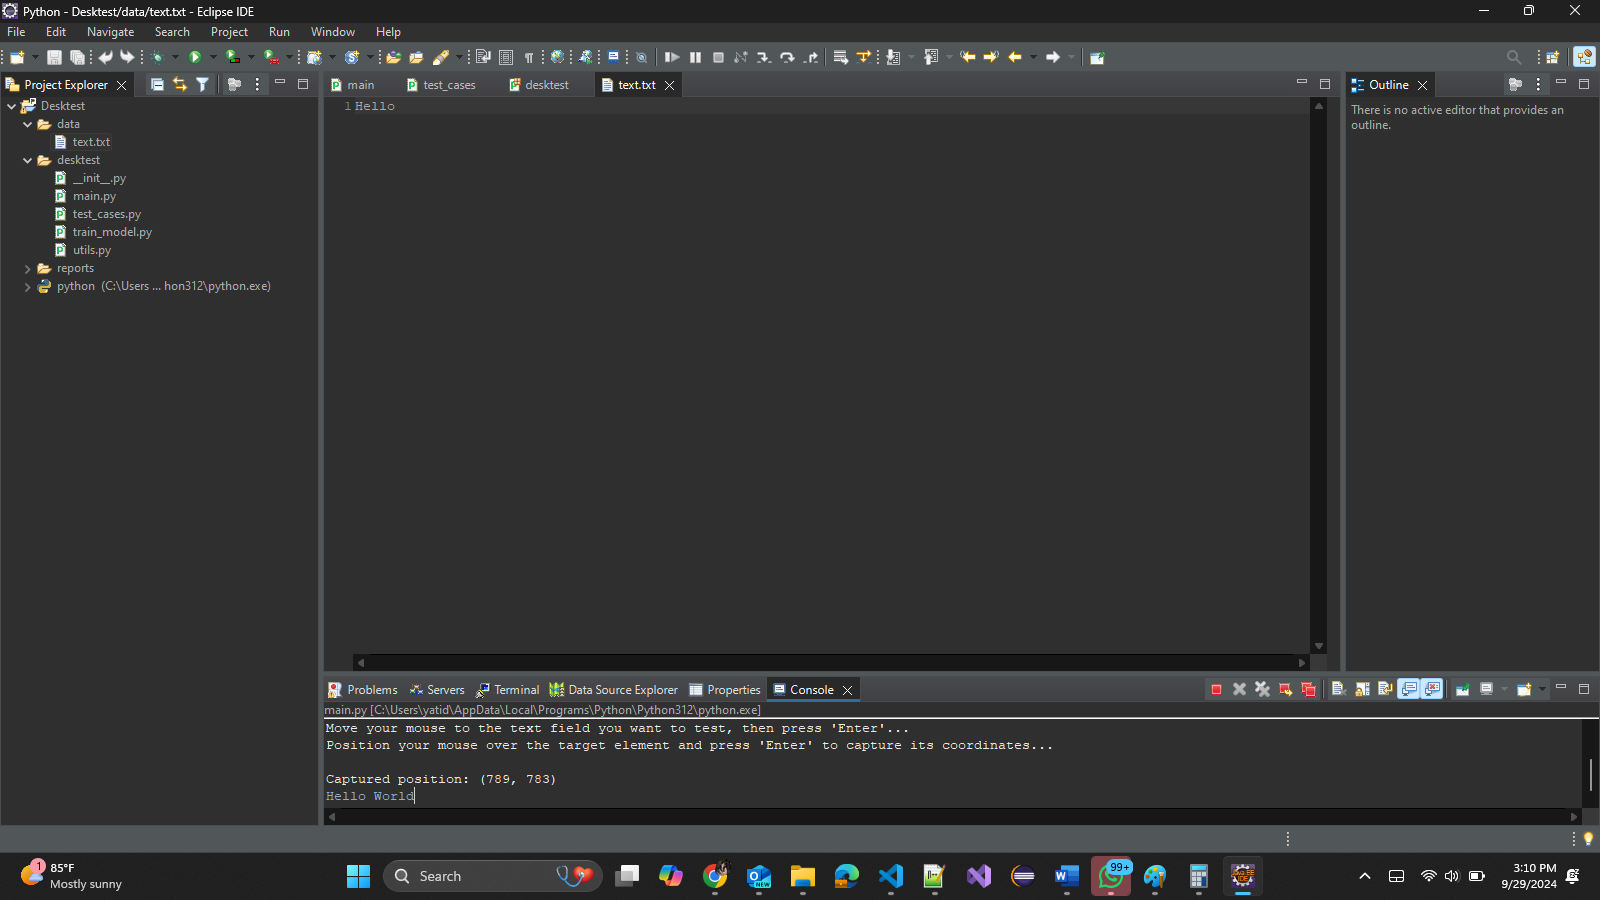 Python - Desktest/data/text.txt - Eclipse IDE
File Edit Navigate Search Project Run Window Help
Project Explorer
main test_cases desktest text.txt
Outline
Desktest
data
text.txt
desktest
__init__.py
main.py
test_cases.py
train_model.py
utils.py
reports
python (C:\Users ... hon312\python.exe)
1 Hello
There is no active editor that provides an
outline.
Problems Servers Terminal Data Source Explorer Properties Console
main.py [C:\Users\yatid\AppData\Local\Programs\Python\Python312\python.exe]
Move your mouse to the text field you want to test, then press 'Enter'...
Position your mouse over the target element and press 'Enter' to capture its coordinates...
Captured position: (789, 783)
Hello World
1
85°F
Mostly sunny
Search
NEW
99+
3:10 PM
9/29/2024